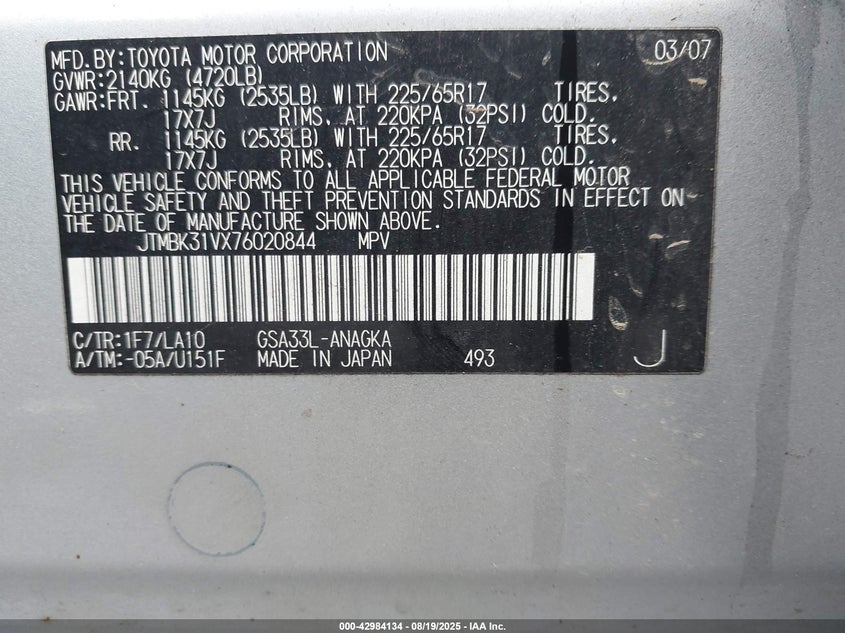 MFD.BY:TOYOTA MOTOR CORPORATION 03/07
GVWR:2140KG (4720LB)
GAWR:FRT. 1145KG (2535LB) WITH 225/65R17 TIRES,
17X7J RIMS, AT 220KPA (32PSI) COLD.
RR. 1145KG (2535LB) WITH 225/65R17 TIRES,
17X7J RIMS, AT 220KPA (32PSI) COLD.
THIS VEHICLE CONFORMS TO ALL APPLICABLE FEDERAL MOTOR
VEHICLE SAFETY AND THEFT PREVENTION STANDARDS IN EFFECT ON
THE DATE OF MANUFACTURE SHOWN ABOVE.
JTMBK31VX76020844 MPV
C/TR:1F7/LA10 GSA33L-ANAGKA
A/TM:-05A/U151F MADE IN JAPAN 493 J
000-42984134 - 08/19/2025 - IAA Inc.